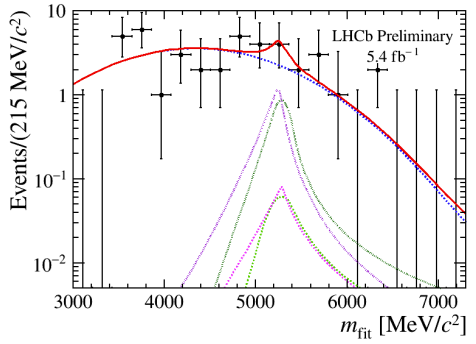 Events/(215 MeV/c²)
10
1
10⁻¹
10⁻²
LHCb Preliminary
5.4 fb⁻¹
3000 4000 5000 6000 7000
m_fit [MeV/c²]